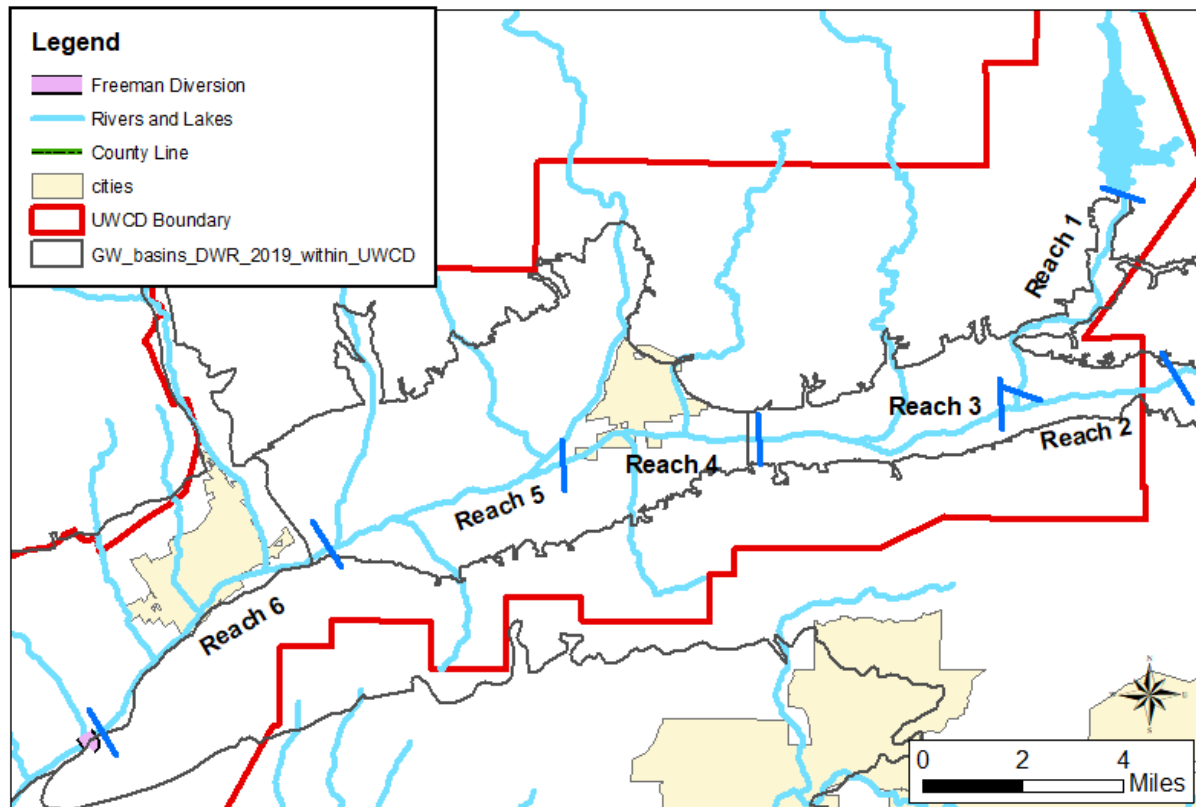 Legend
Freeman Diversion
Rivers and Lakes
County Line
cities
UWCD Boundary
GW_basins_DWR_2019_within_UWCD
Reach 1
Reach 3
Reach 2
Reach 4
Reach 5
Reach 6
N
W
E
S
0 2 4
Miles